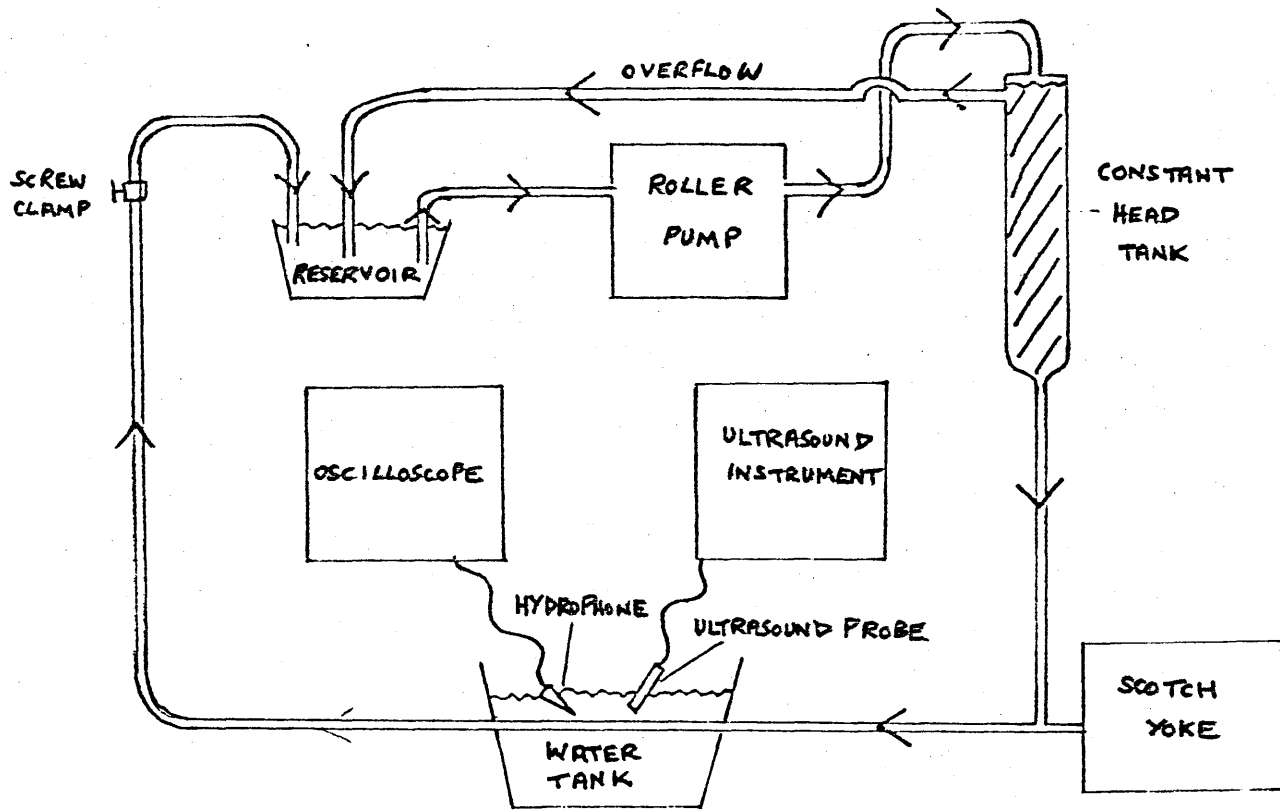 OVERFLOW
SCREW
CLAMP
ROLLER
PUMP
CONSTANT
HEAD
TANK
RESERVOIR
OSCILLOSCOPE
ULTRASOUND
INSTRUMENT
HYDROPHONE
ULTRASOUND PROBE
SCOTCH
YOKE
WATER
TANK